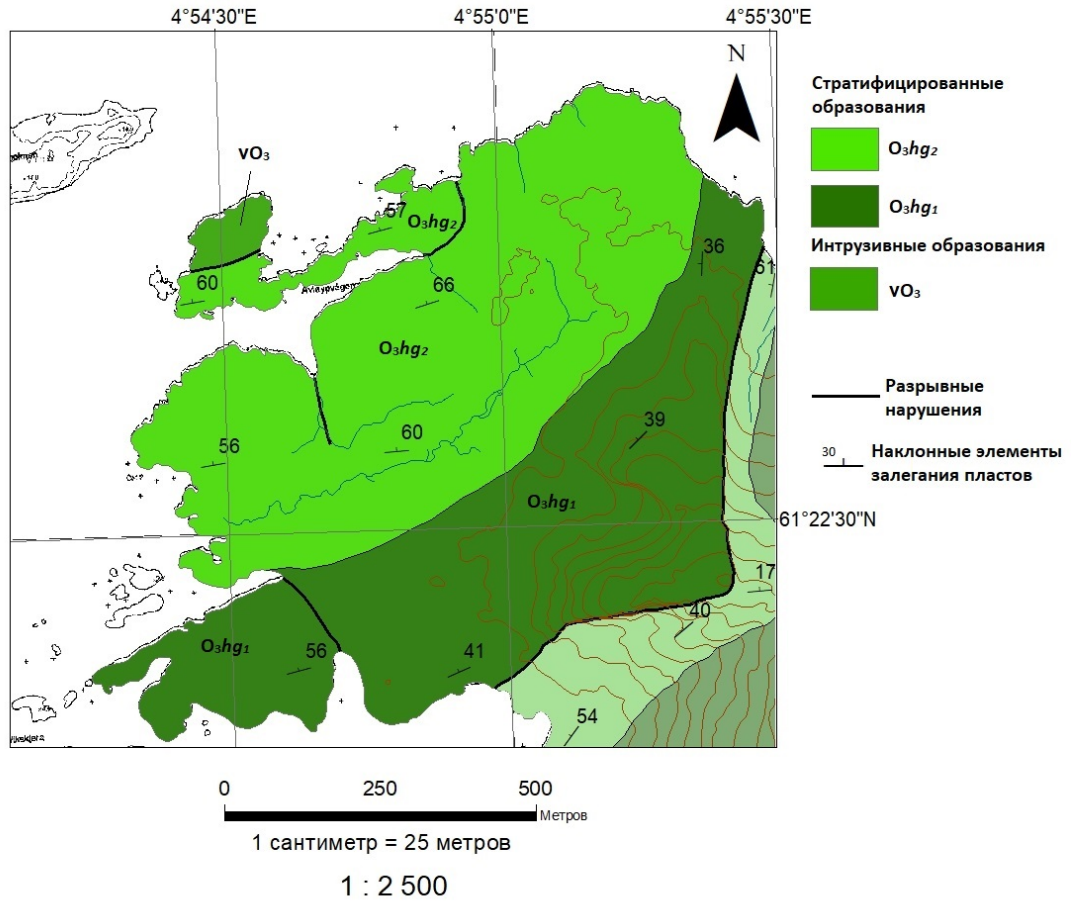 4°54'30"E
4°55'0"E
4°55'30"E
N
Стратифицированные
образования
O₃hg₂
O₃hg₁
Интрузивные образования
vO₃
Разрывные
нарушения
30
Наклонные элементы
залегания пластов
vO₃
57
O₃hg₂
36
60
66
61
O₃hg₂
56
60
39
O₃hg₁
61°22'30"N
17
40
O₃hg₁
56
41
54
0
250
500
Метров
1 сантиметр = 25 метров
1 : 2 500